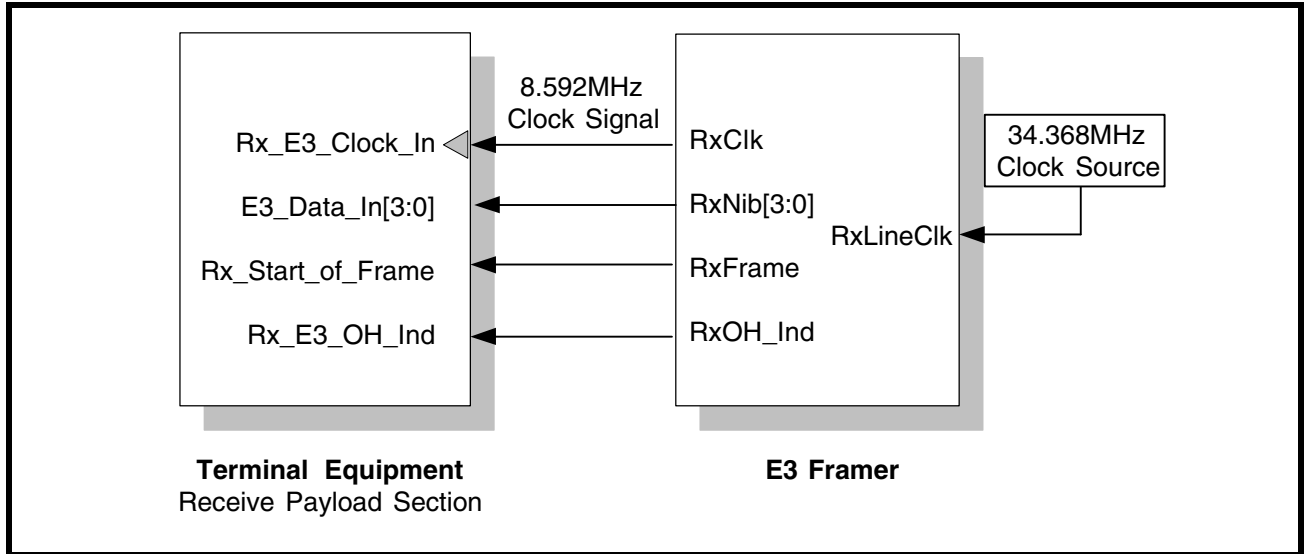 8.592MHz
Clock Signal
Rx_E3_Clock_In
E3_Data_In[3:0]
Rx_Start_of_Frame
Rx_E3_OH_Ind
RxClk
RxNib[3:0]
RxLineClk
RxFrame
RxOH_Ind
34.368MHz
Clock Source
Terminal Equipment
Receive Payload Section
E3 Framer